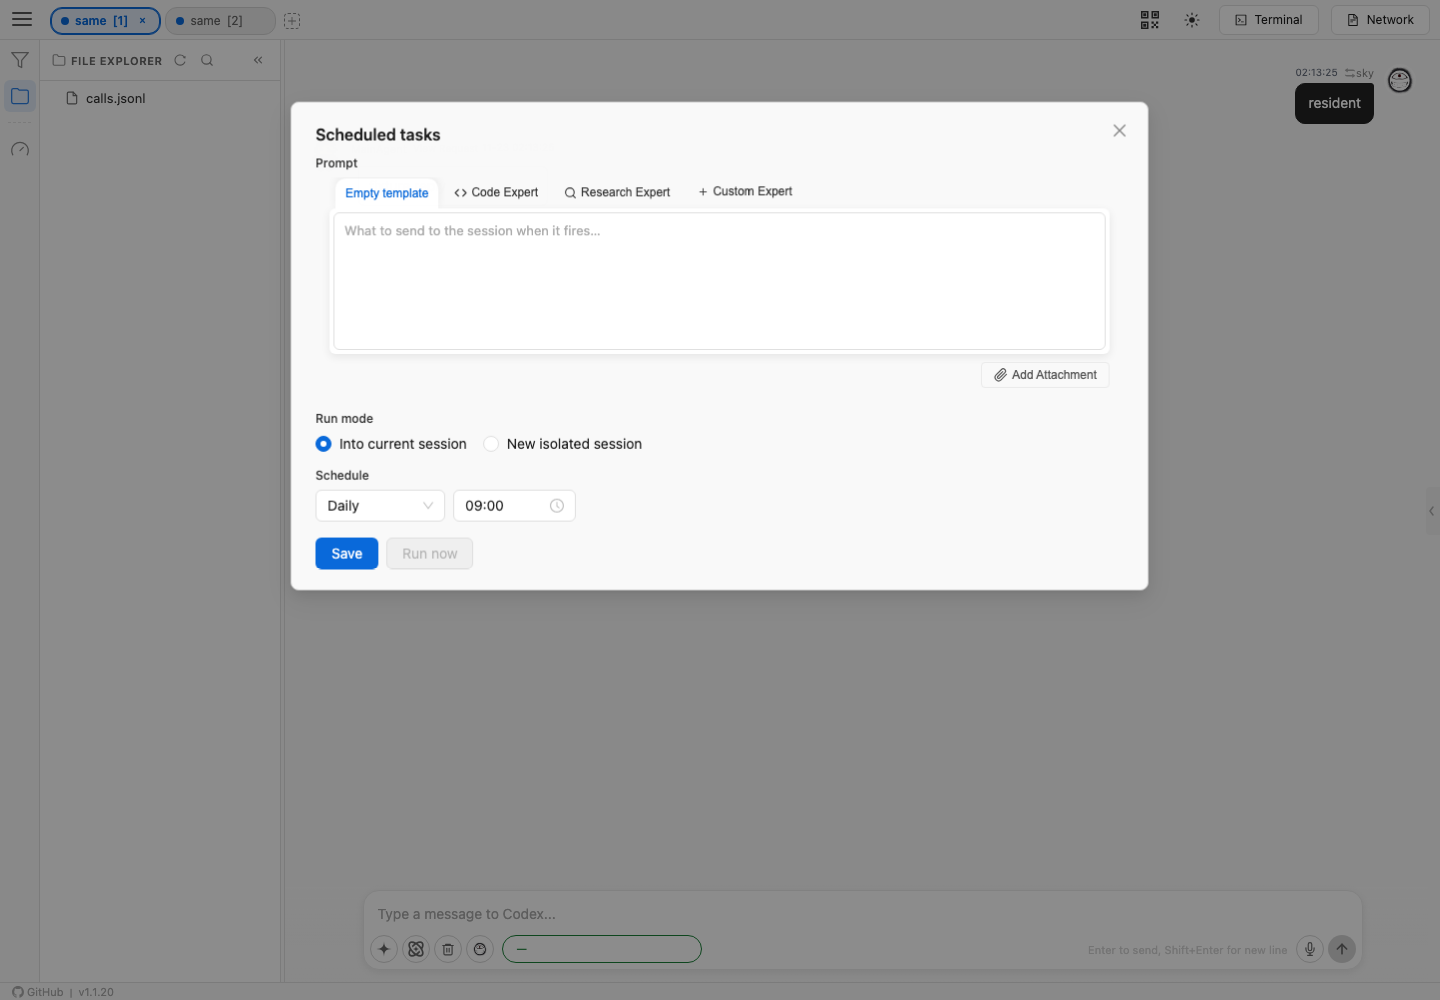 same [1] ×
same [2]
Terminal
Network
FILE EXPLORER
calls.jsonl
02:13:25 sky
resident
Scheduled tasks
Prompt
Empty template
Code Expert
Research Expert
+ Custom Expert
What to send to the session when it fires...
Add Attachment
Run mode
Into current session
New isolated session
Schedule
Daily
09:00
Save
Run now
Type a message to Codex...
—
Enter to send, Shift+Enter for new line
GitHub | v1.1.20